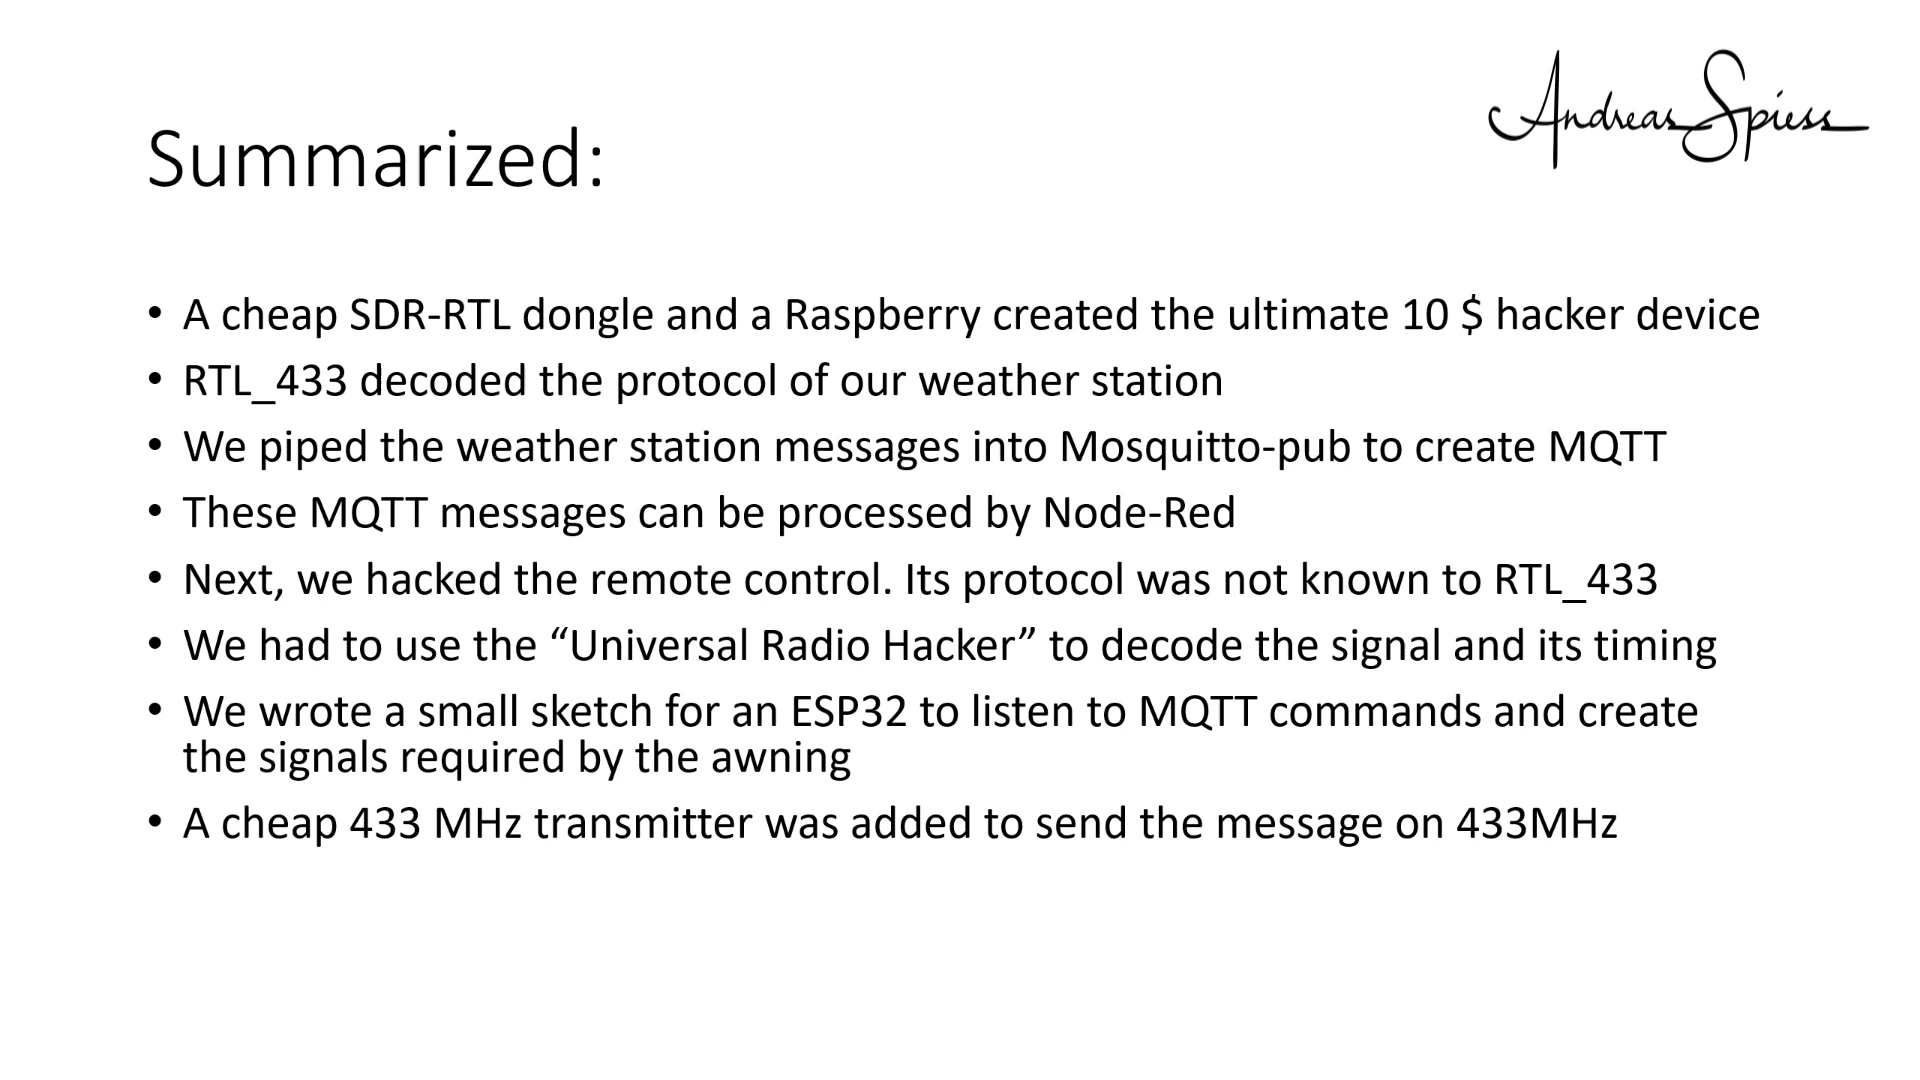 Andreas Spiess
Summarized:
• A cheap SDR-RTL dongle and a Raspberry created the ultimate 10 $ hacker device
• RTL_433 decoded the protocol of our weather station
• We piped the weather station messages into Mosquitto-pub to create MQTT
• These MQTT messages can be processed by Node-Red
• Next, we hacked the remote control. Its protocol was not known to RTL_433
• We had to use the “Universal Radio Hacker” to decode the signal and its timing
• We wrote a small sketch for an ESP32 to listen to MQTT commands and create
the signals required by the awning
• A cheap 433 MHz transmitter was added to send the message on 433MHz